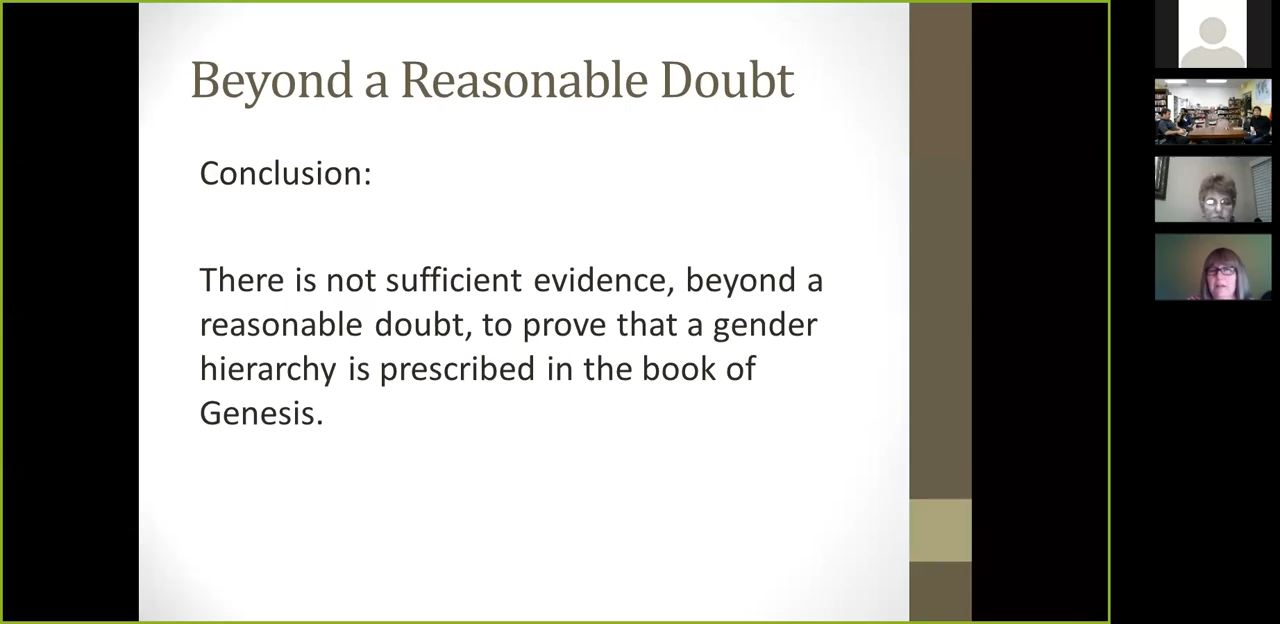 Beyond a Reasonable Doubt
Conclusion:
There is not sufficient evidence, beyond a
reasonable doubt, to prove that a gender
hierarchy is prescribed in the book of
Genesis.